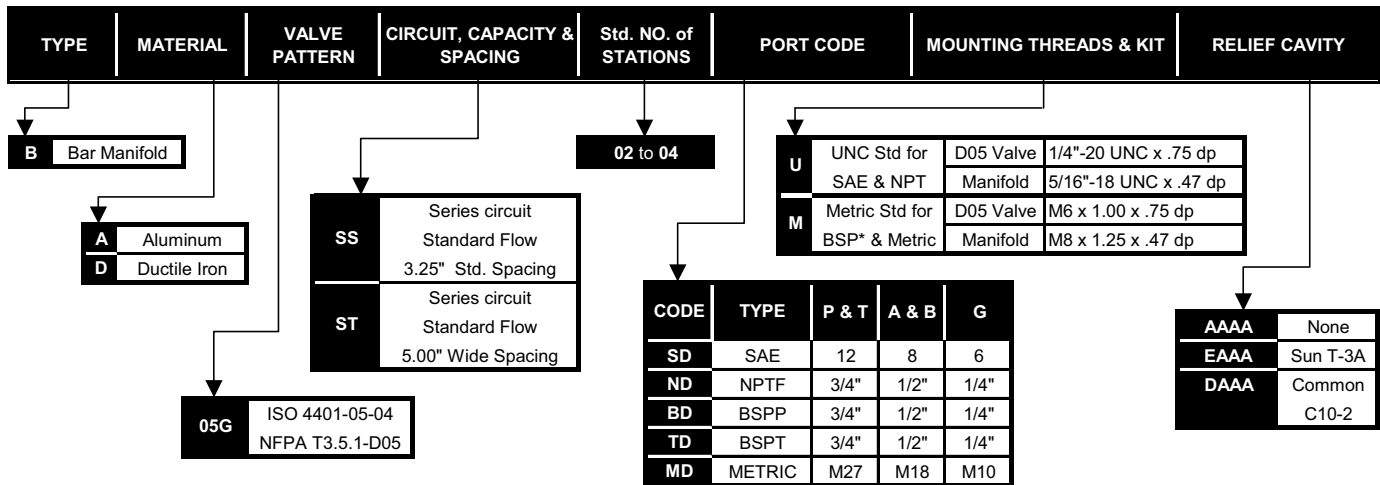 TYPE
MATERIAL
VALVE
PATTERN
CIRCUIT, CAPACITY &
SPACING
Std. NO. of
STATIONS
PORT CODE
MOUNTING THREADS & KIT
RELIEF CAVITY
B Bar Manifold
A Aluminum
D Ductile Iron
05G
ISO 4401-05-04
NFPA T3.5.1-D05
SS
Series circuit
Standard Flow
3.25" Std. Spacing
ST
Series circuit
Standard Flow
5.00" Wide Spacing
02 to 04
CODE TYPE P & T A & B G
SD SAE 12 8 6
ND NPTF 3/4" 1/2" 1/4"
BD BSPP 3/4" 1/2" 1/4"
TD BSPT 3/4" 1/2" 1/4"
MD METRIC M27 M18 M10
U
UNC Std for D05 Valve 1/4"-20 UNC x .75 dp
SAE & NPT Manifold 5/16"-18 UNC x .47 dp
M
Metric Std for D05 Valve M6 x 1.00 x .75 dp
BSP* & Metric Manifold M8 x 1.25 x .47 dp
AAAA None
EAAA Sun T-3A
DAAA Common
C10-2